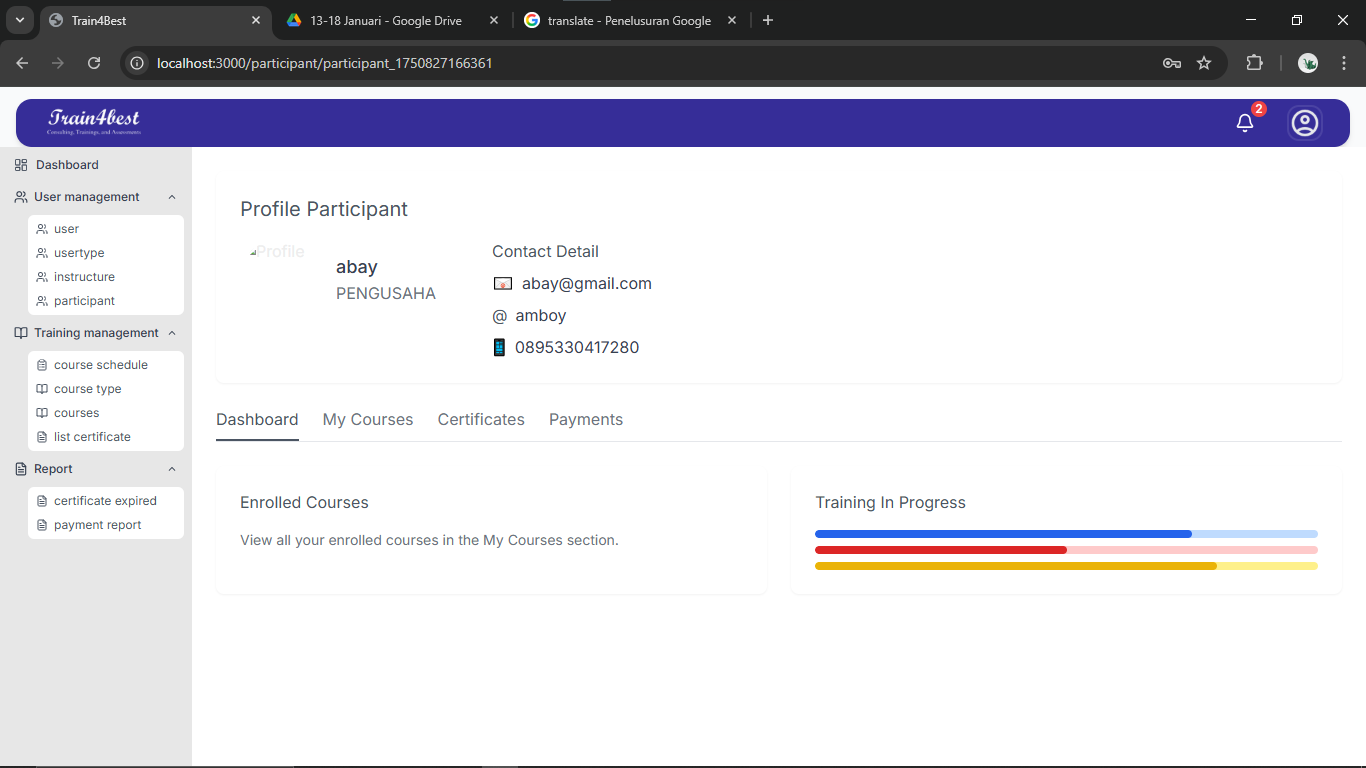 Train4Best
13-18 Januari - Google Drive
translate - Penelusuran Google
localhost:3000/participant/participant_1750827166361
Train4best
Consulting, Trainings, and Assessments
2
Dashboard
User management
user
usertype
instructure
participant
Training management
course schedule
course type
courses
list certificate
Report
certificate expired
payment report
Profile Participant
Profile
abay
PENGUSAHA
Contact Detail
abay@gmail.com
@ amboy
0895330417280
Dashboard
My Courses
Certificates
Payments
Enrolled Courses
View all your enrolled courses in the My Courses section.
Training In Progress